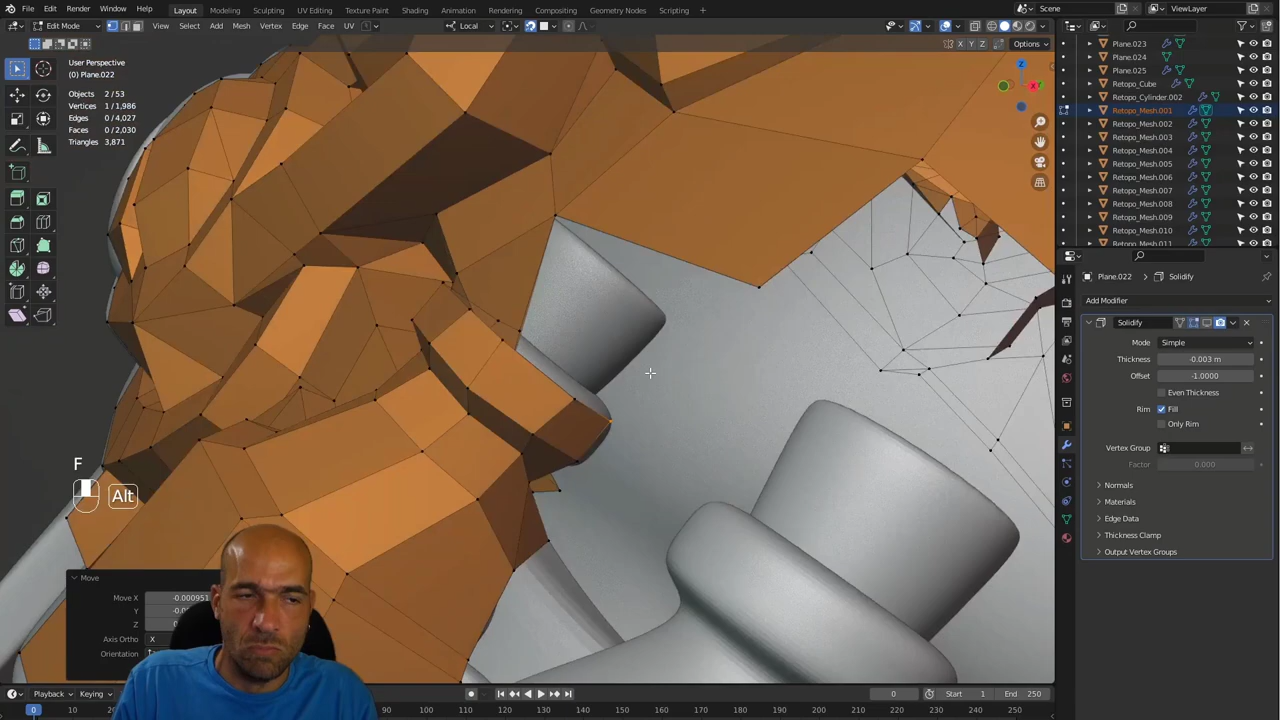 File Edit Render Window Help Layout Modeling Sculpting UV Editing Texture Paint Shading Animation Rendering Compositing Geometry Nodes Scripting Scene ViewLayer
Edit Mode View Select Add Mesh Vertex Edge Face UV Local
X Y Z Options
User Perspective
(0) Plane.022
Objects 2 / 53
Vertices 1 / 1,986
Edges 0 / 4,027
Faces 0 / 2,030
Triangles 3,871
Z
Plane.023
Plane.024
Plane.025
Retopo_Cube
Retopo_Cylinder.002
Retopo_Mesh.001
Retopo_Mesh.002
Retopo_Mesh.003
Retopo_Mesh.004
Retopo_Mesh.005
Retopo_Mesh.006
Retopo_Mesh.007
Retopo_Mesh.008
Retopo_Mesh.009
Retopo_Mesh.010
Retopo_Mesh.011
Plane.022 Solidify
Add Modifier
Solidify
Mode Simple
Thickness -0.003 m
Offset -1.0000
Even Thickness
Rim Fill
Only Rim
Vertex Group
Factor 0.000
Normals
Materials
Edge Data
Thickness Clamp
Output Vertex Groups
F
Alt
Move
Move X -0.000951
Y
Z
Axis Ortho X
Orientation
Playback Keying
0 Start 1 End 250
0 10 70 80 90 100 110 120 130 140 150 160 170 180 190 200 210 220 230 240 250